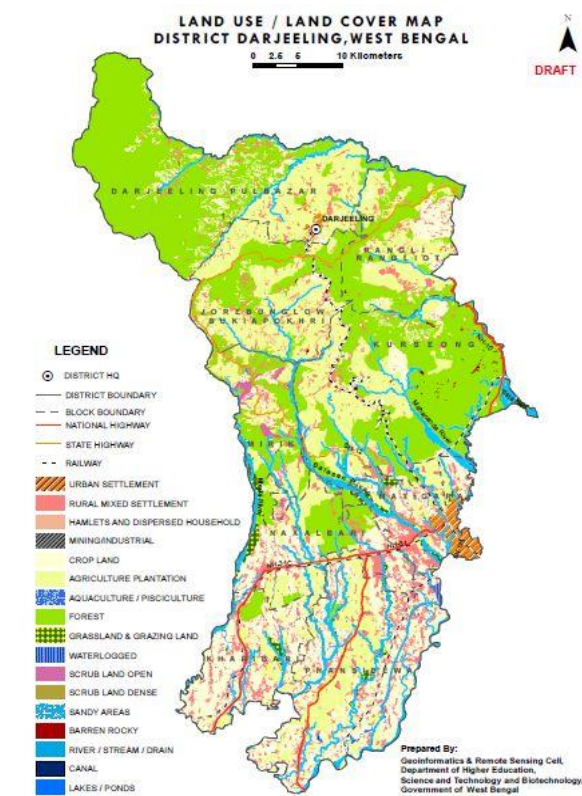 LAND USE / LAND COVER MAP
DISTRICT DARJEELING, WEST BENGAL
0 2.5 5 10 Kilometers
N
DRAFT
DARJEELING PULBAZAR
DARJEELING
RANGLI
RANGLIOT
JOREBUNGLOW
SUKIAPOKHRI
KURSEONG
NH-10
MIRIK
NAXALBARI
KHARIBARI
PHANSIDEWA
LEGEND
DISTRICT HQ
DISTRICT BOUNDARY
BLOCK BOUNDARY
NATIONAL HIGHWAY
STATE HIGHWAY
RAILWAY
URBAN SETTLEMENT
RURAL MIXED SETTLEMENT
HAMLETS AND DISPERSED HOUSEHOLD
MINING/INDUSTRIAL
CROP LAND
AGRICULTURE PLANTATION
AQUACULTURE / PISCICULTURE
FOREST
GRASSLAND & GRAZING LAND
WATERLOGGED
SCRUB LAND OPEN
SCRUB LAND DENSE
SANDY AREAS
BARREN ROCKY
RIVER / STREAM / DRAIN
CANAL
LAKES / PONDS
Prepared By:
Geoinformatics & Remote Sensing Cell,
Department of Higher Education,
Science and Technology and Biotechnology,
Government of West Bengal